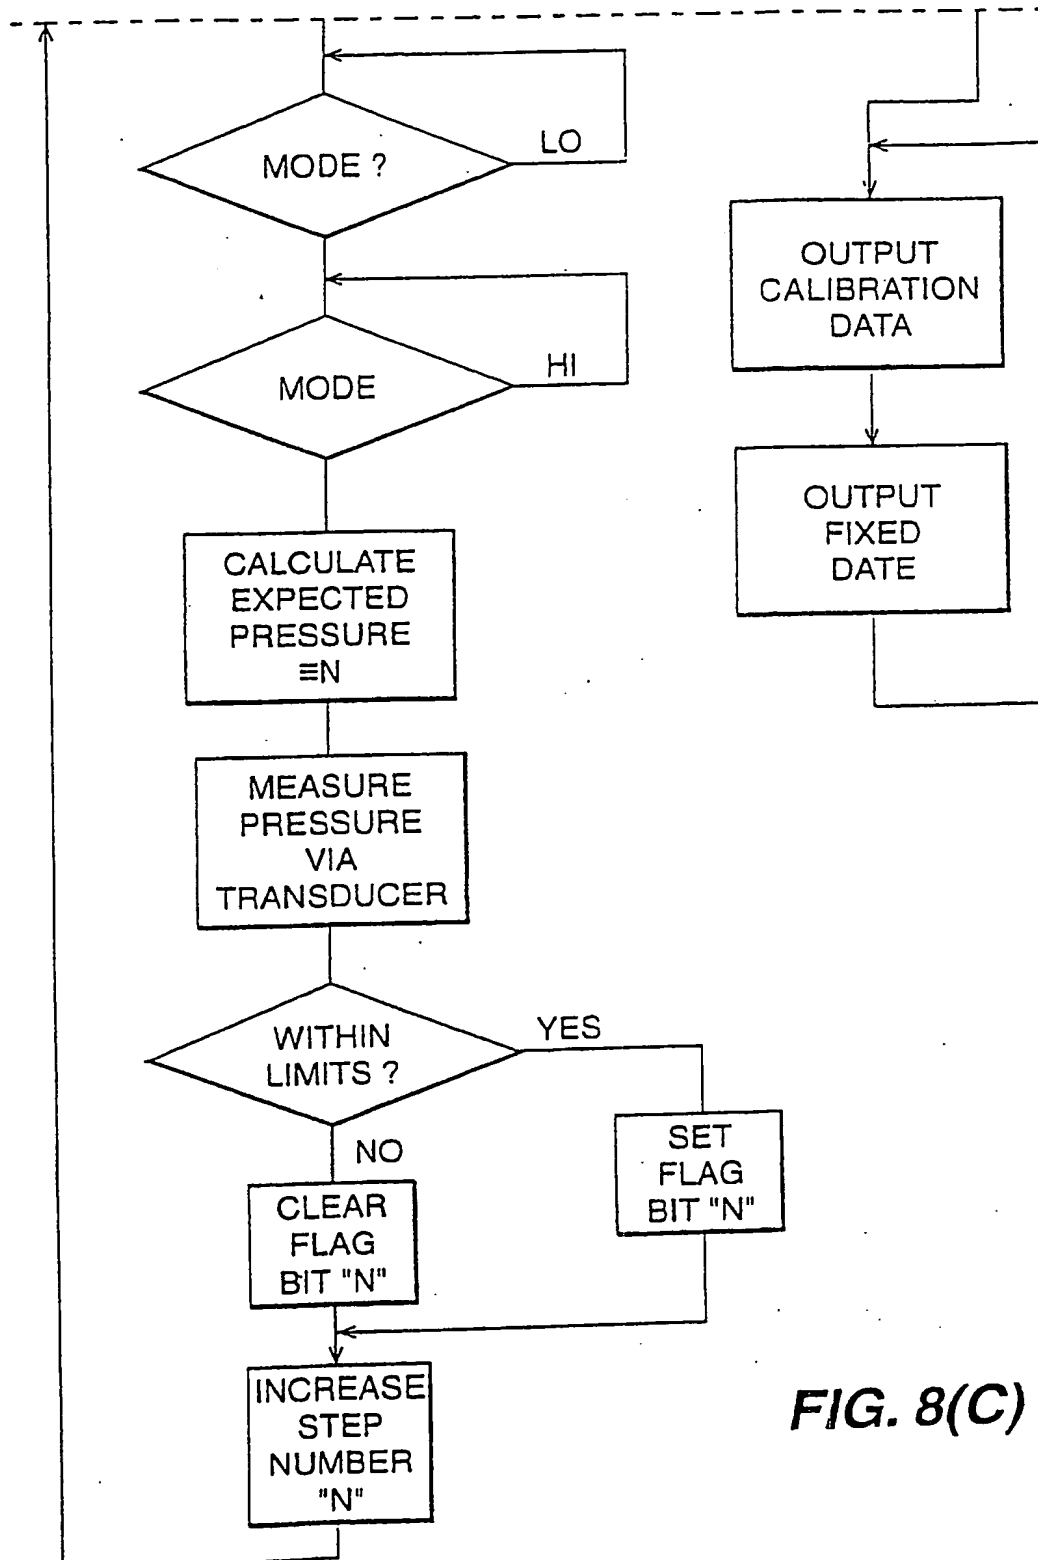 MODE ?
LO
MODE
HI
CALCULATE
EXPECTED
PRESSURE
≡N
MEASURE
PRESSURE
VIA
TRANSDUCER
WITHIN
LIMITS ?
YES
NO
SET
FLAG
BIT "N"
CLEAR
FLAG
BIT "N"
INCREASE
STEP
NUMBER
"N"
OUTPUT
CALIBRATION
DATA
OUTPUT
FIXED
DATE
FIG. 8(C)